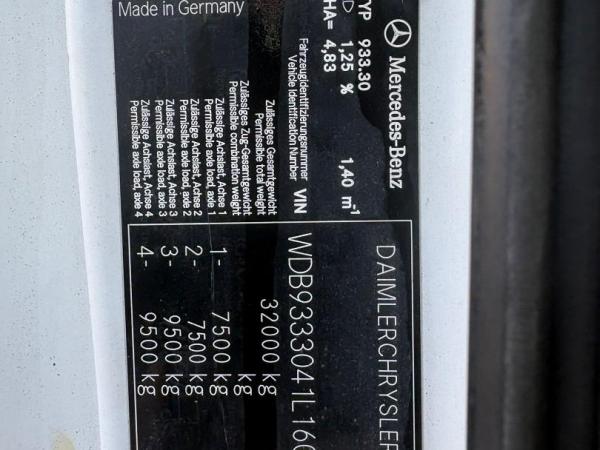 Mercedes-Benz
DAIMLERCHRYSLER
YP 933.30
D 1,25 % 1,40 m⁻¹
HA= 4,83
Fahrzeugidentifizierungsnummer
Vehicle Identification Number VIN
WDB9333041L160
Zulässiges Gesamtgewicht
Permissible total weight 32000 kg
Zulässiges Zug-Gesamtgewicht
Permissible combination weight kg
Zulässige Achslast, Achse 1
Permissible axle load, axle 1 1- 7500 kg
Zulässige Achslast, Achse 2
Permissible axle load, axle 2 2- 7500 kg
Zulässige Achslast, Achse 3
Permissible axle load, axle 3 3- 9500 kg
Zulässige Achslast, Achse 4
Permissible axle load, axle 4 4- 9500 kg
Made in Germany